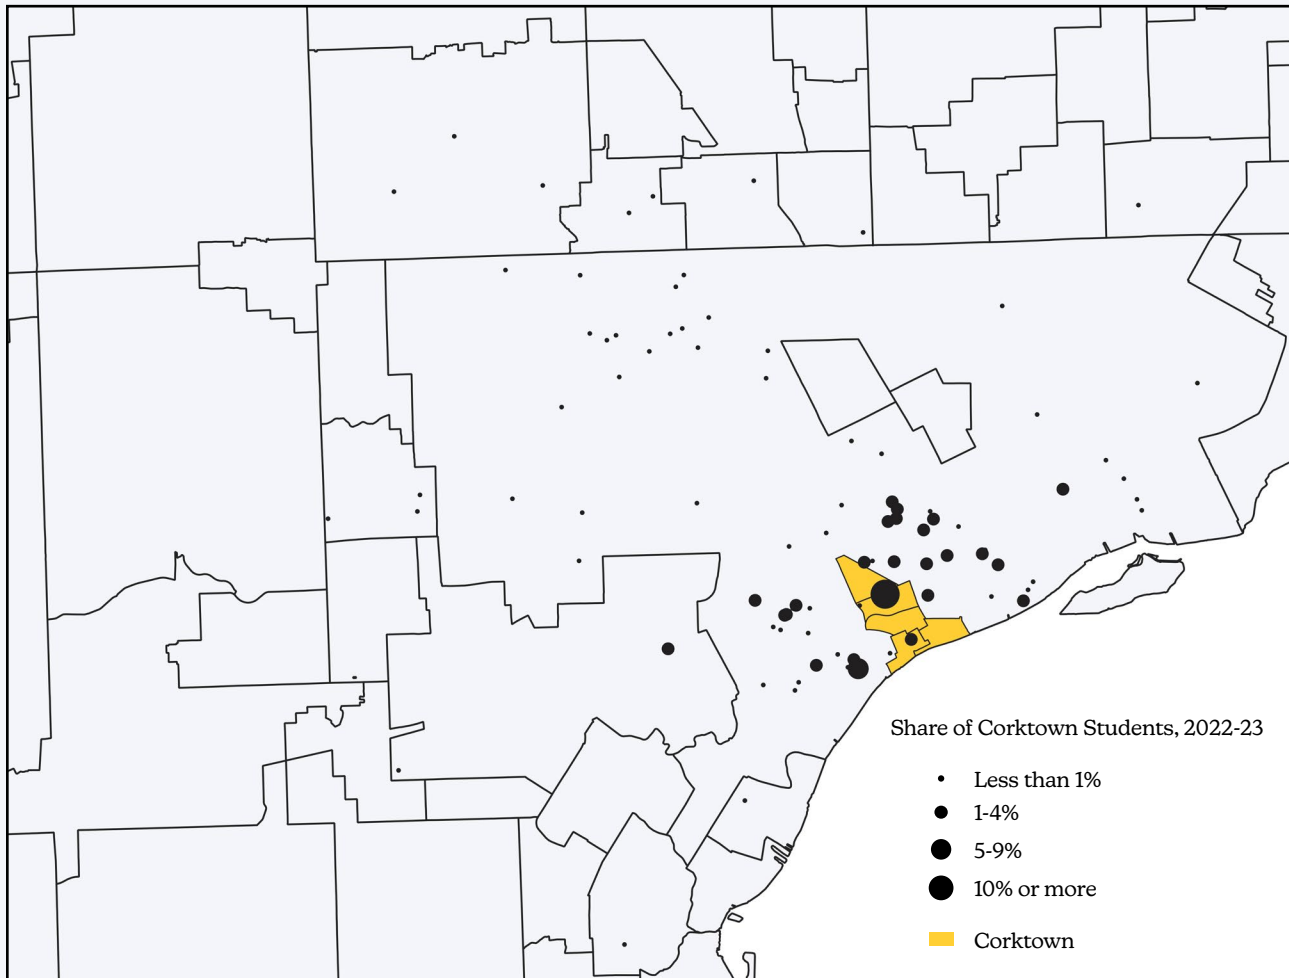 Share of Corktown Students, 2022-23
Less than 1%
1-4%
5-9%
10% or more
Corktown